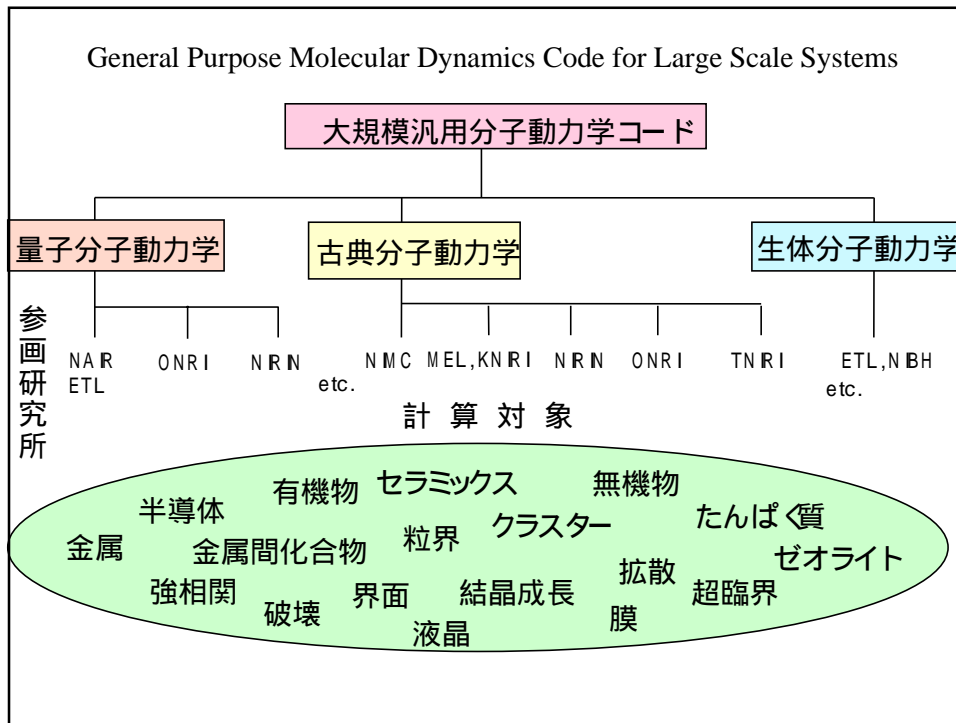 General Purpose Molecular Dynamics Code for Large Scale Systems
大規模汎用分子動力学コード
量子分子動力学
古典分子動力学
生体分子動力学
参画研究所
NAIR ONRI NIRIN NIMC MEL,KNIRI NIRIN ONRI TNIRI ETL,NIBH
ETL etc. etc.
計算対象
有機物 セラミックス 無機物
半導体 クラスター たんぱく質
金属 金属間化合物 粒界 ゼオライト
強相関 界面 結晶成長 拡散 超臨界
破壊 膜
液晶